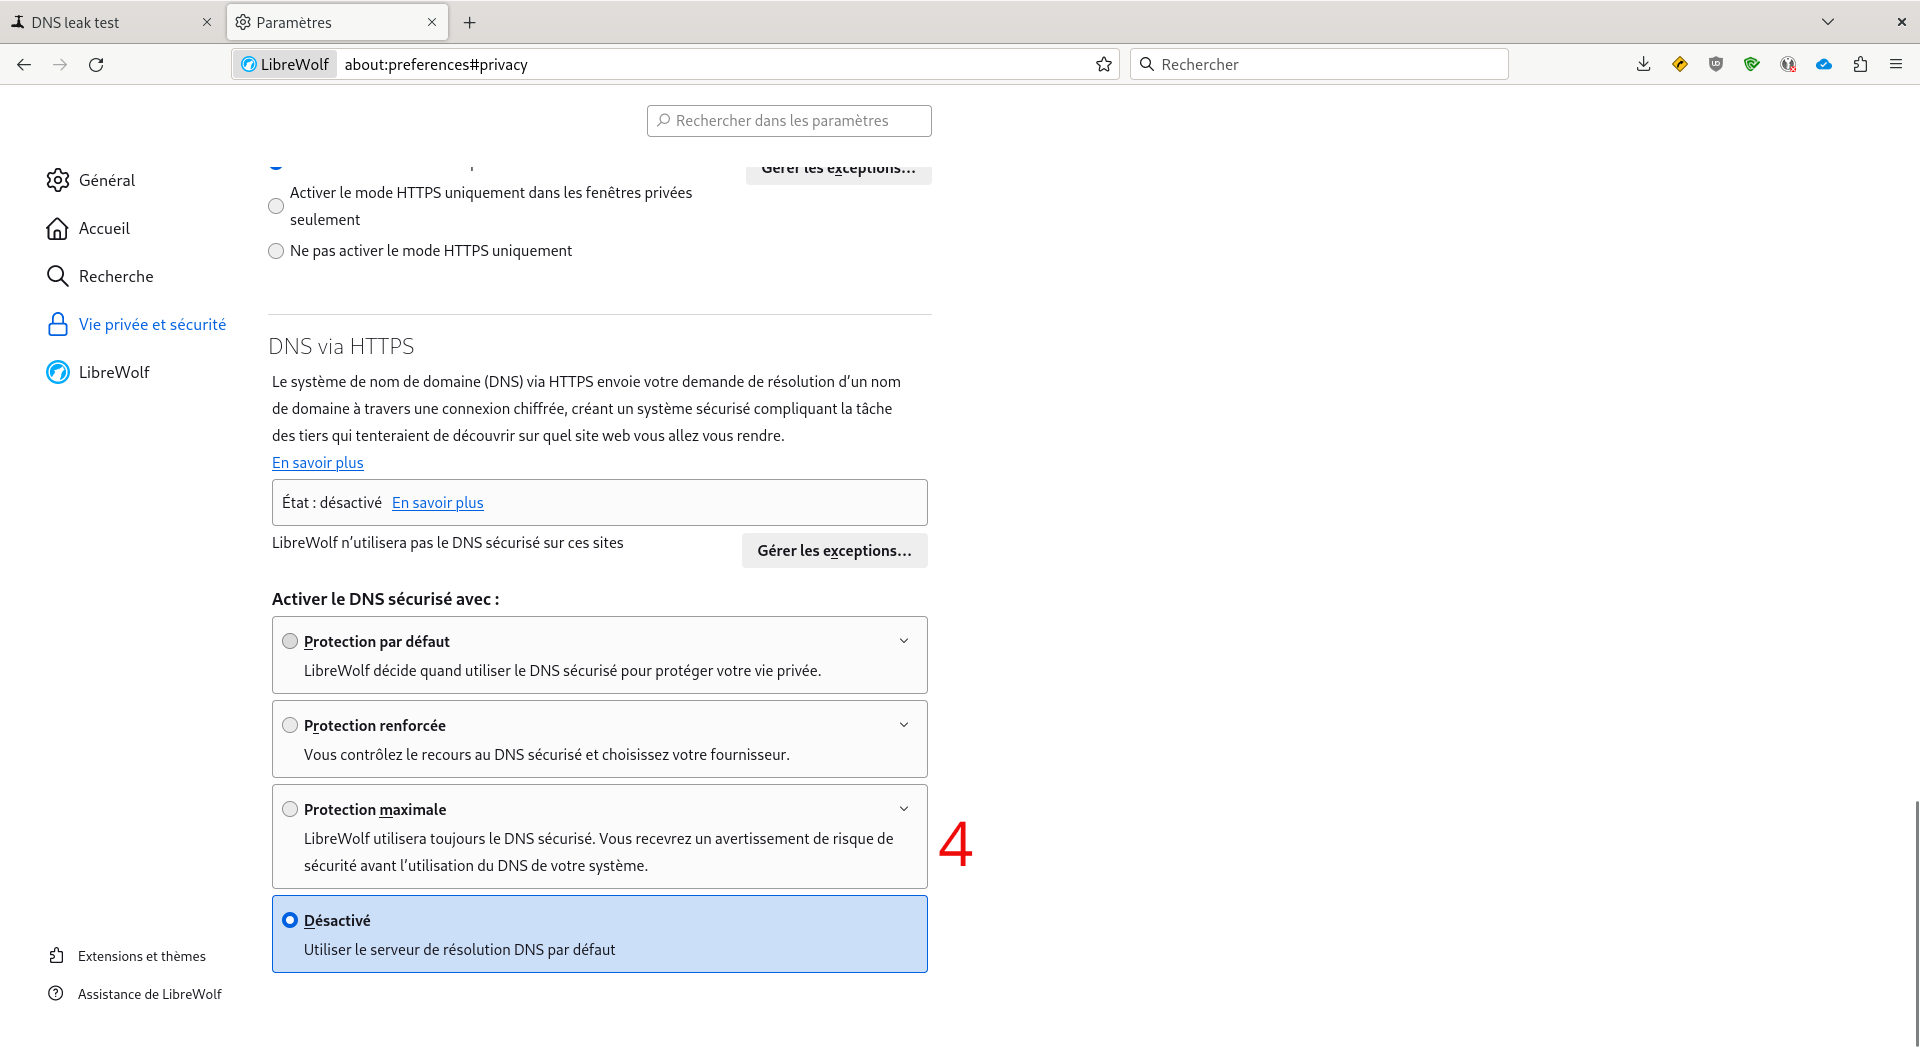 DNS leak test
Paramètres
LibreWolf
about:preferences#privacy
Rechercher
Rechercher dans les paramètres
Général
Accueil
Recherche
Vie privée et sécurité
LibreWolf
Extensions et thèmes
Assistance de LibreWolf
Gérer les exceptions…
Activer le mode HTTPS uniquement dans les fenêtres privées
seulement
Ne pas activer le mode HTTPS uniquement
DNS via HTTPS
Le système de nom de domaine (DNS) via HTTPS envoie votre demande de résolution d’un nom
de domaine à travers une connexion chiffrée, créant un système sécurisé compliquant la tâche
des tiers qui tenteraient de découvrir sur quel site web vous allez vous rendre.
En savoir plus
État : désactivé En savoir plus
LibreWolf n’utilisera pas le DNS sécurisé sur ces sites
Gérer les exceptions…
Activer le DNS sécurisé avec :
Protection par défaut
LibreWolf décide quand utiliser le DNS sécurisé pour protéger votre vie privée.
Protection renforcée
Vous contrôlez le recours au DNS sécurisé et choisissez votre fournisseur.
Protection maximale
LibreWolf utilisera toujours le DNS sécurisé. Vous recevrez un avertissement de risque de
sécurité avant l’utilisation du DNS de votre système.
4
Désactivé
Utiliser le serveur de résolution DNS par défaut